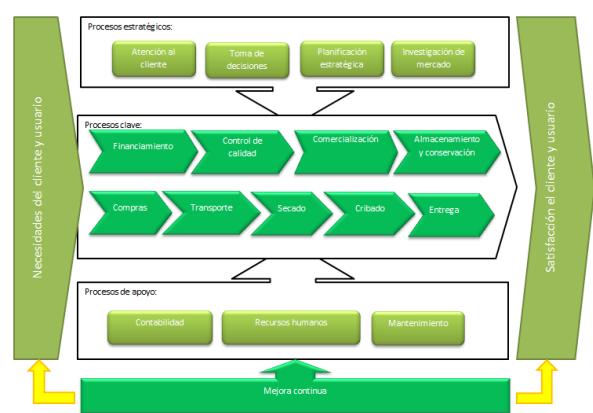 Procesos estratégicos:
Atención al
cliente
Toma de
decisiones
Planificación
estratégica
Investigación de
mercado
Necesidades del cliente y usuario
Procesos clave:
Financiamiento
Control de
calidad
Comercialización
Almacenamiento
y conservación
Compras
Transporte
Secado
Cribado
Entrega
Satisfacción el cliente y usuario
Procesos de apoyo:
Contabilidad
Recursos humanos
Mantenimiento
Mejora continua